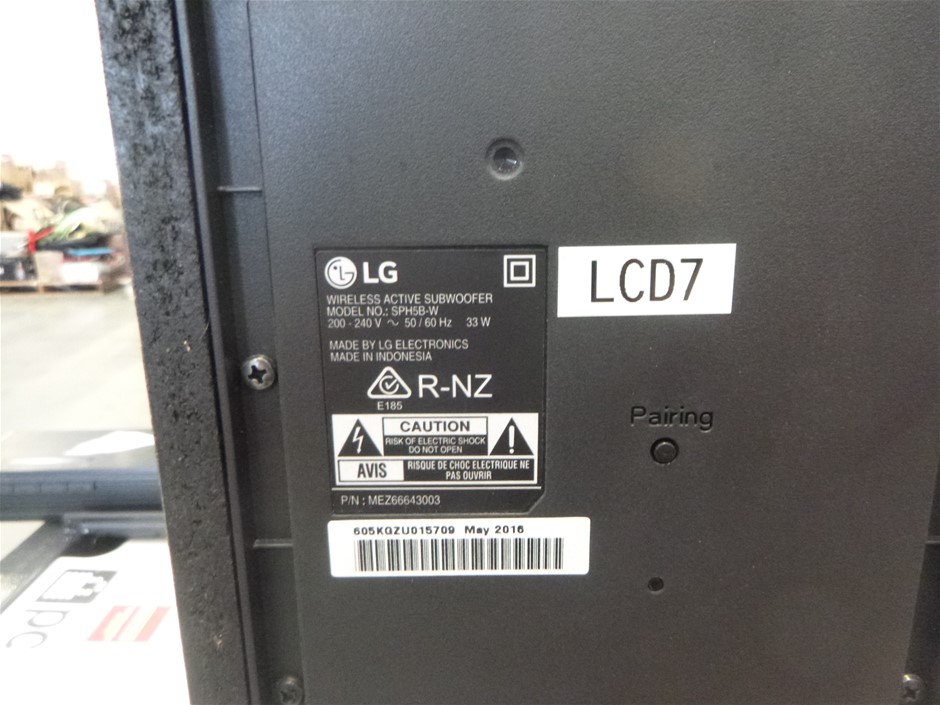 LG
WIRELESS ACTIVE SUBWOOFER
MODEL NO.: SPH5B-W
200 - 240 V ~ 50 / 60 Hz 33 W
MADE BY LG ELECTRONICS
MADE IN INDONESIA
R-NZ
E185
CAUTION
RISK OF ELECTRIC SHOCK
DO NOT OPEN
AVIS
RISQUE DE CHOC ELECTRIQUE NE
PAS OUVRIR
P/N : MEZ66643003
605KGZU015709 May 2016
LCD7
Pairing
pc